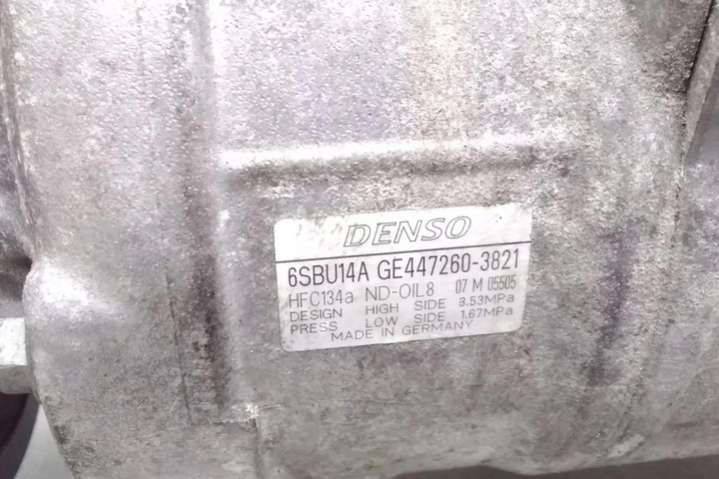 DENSO
6SBU14A GE447260-3821
HFC134a ND-OIL8 07 M 05505
DESIGN HIGH SIDE 3.53MPa
PRESS LOW SIDE 1.67MPa
MADE IN GERMANY